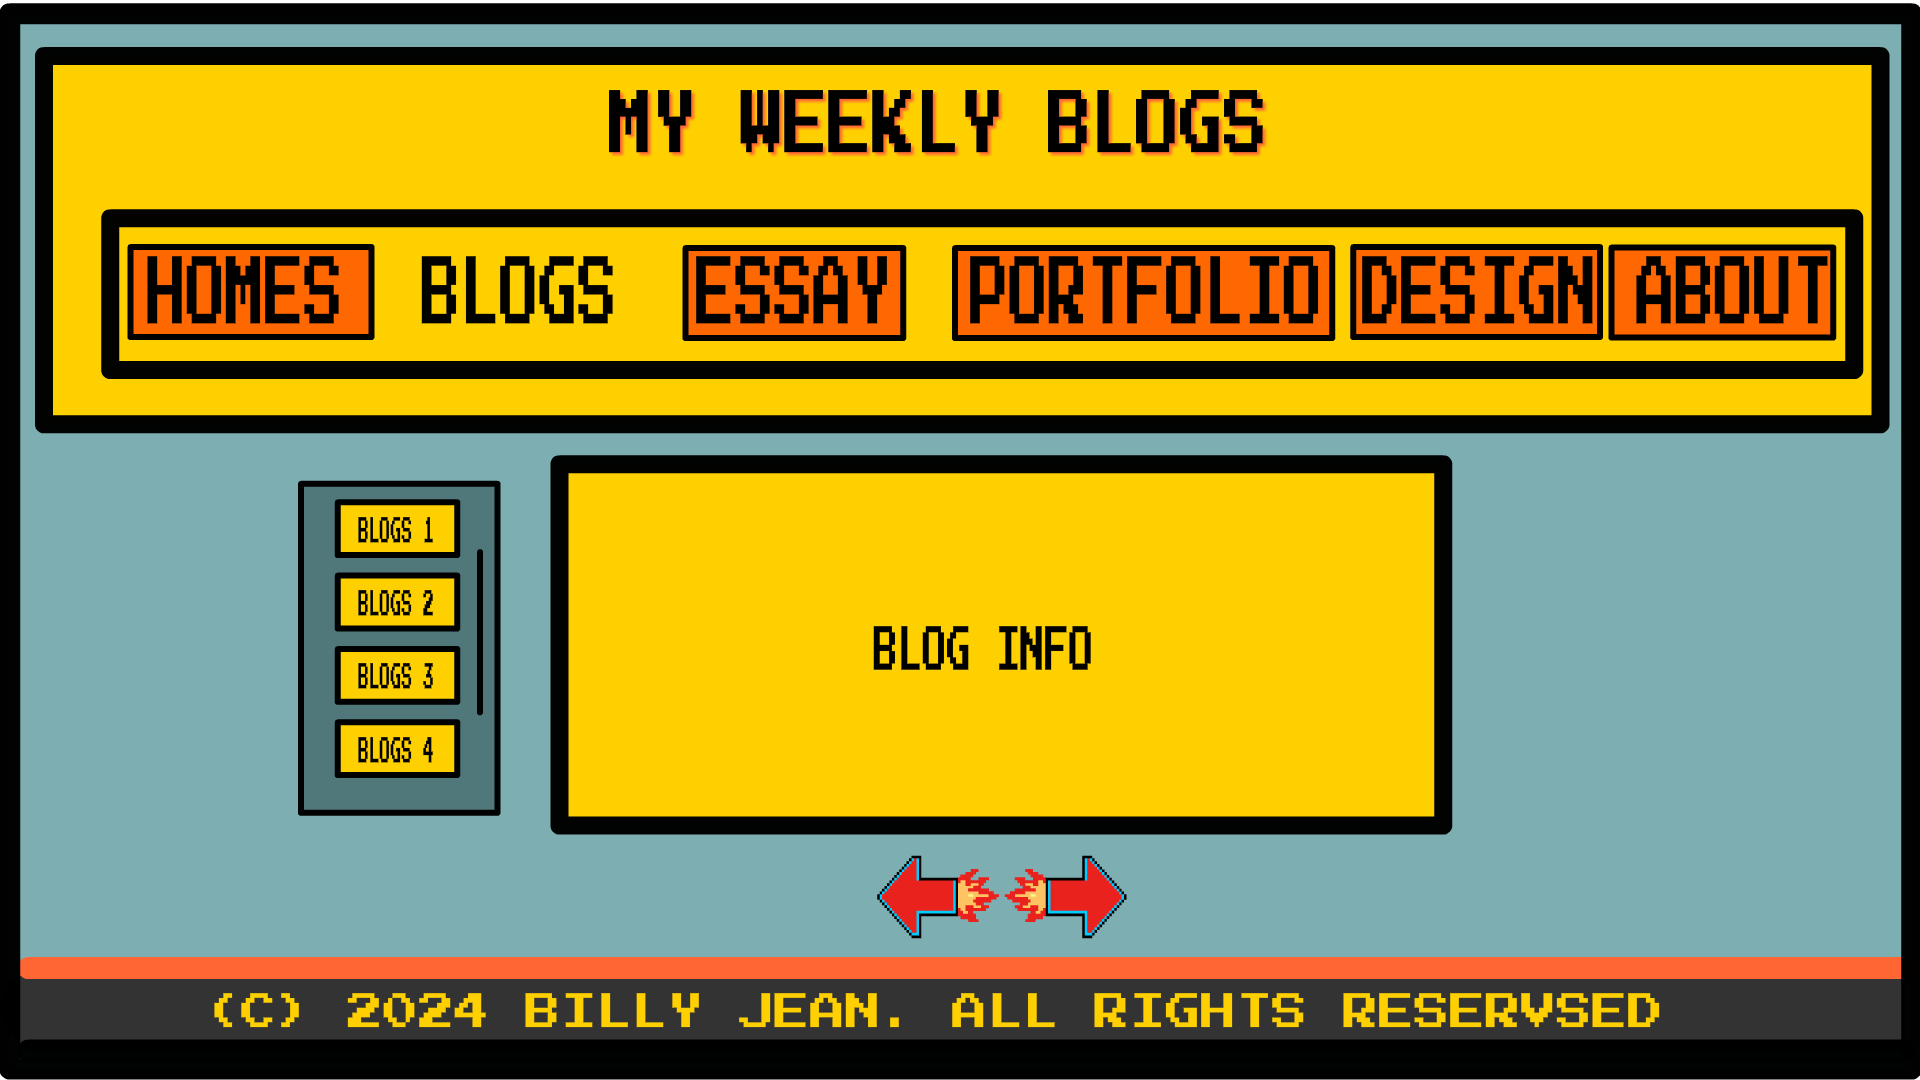 MY WEEKLY BLOGS
HOMES BLOGS ESSAY PORTFOLIO DESIGN ABOUT
BLOGS 1
BLOGS 2
BLOGS 3
BLOGS 4
BLOG INFO
(C) 2024 BILLY JEAN. ALL RIGHTS RESERVSED